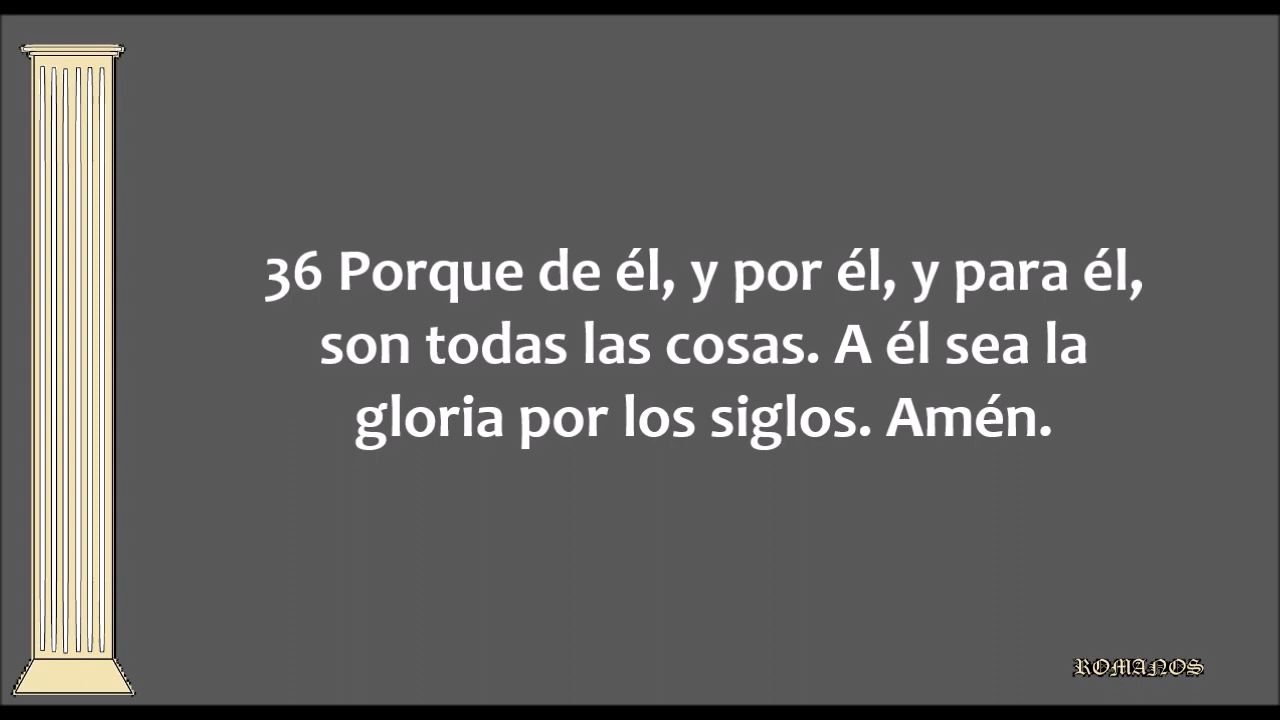 36 Porque de él, y por él, y para él,
son todas las cosas. A él sea la
gloria por los siglos. Amén.
ROMANOS